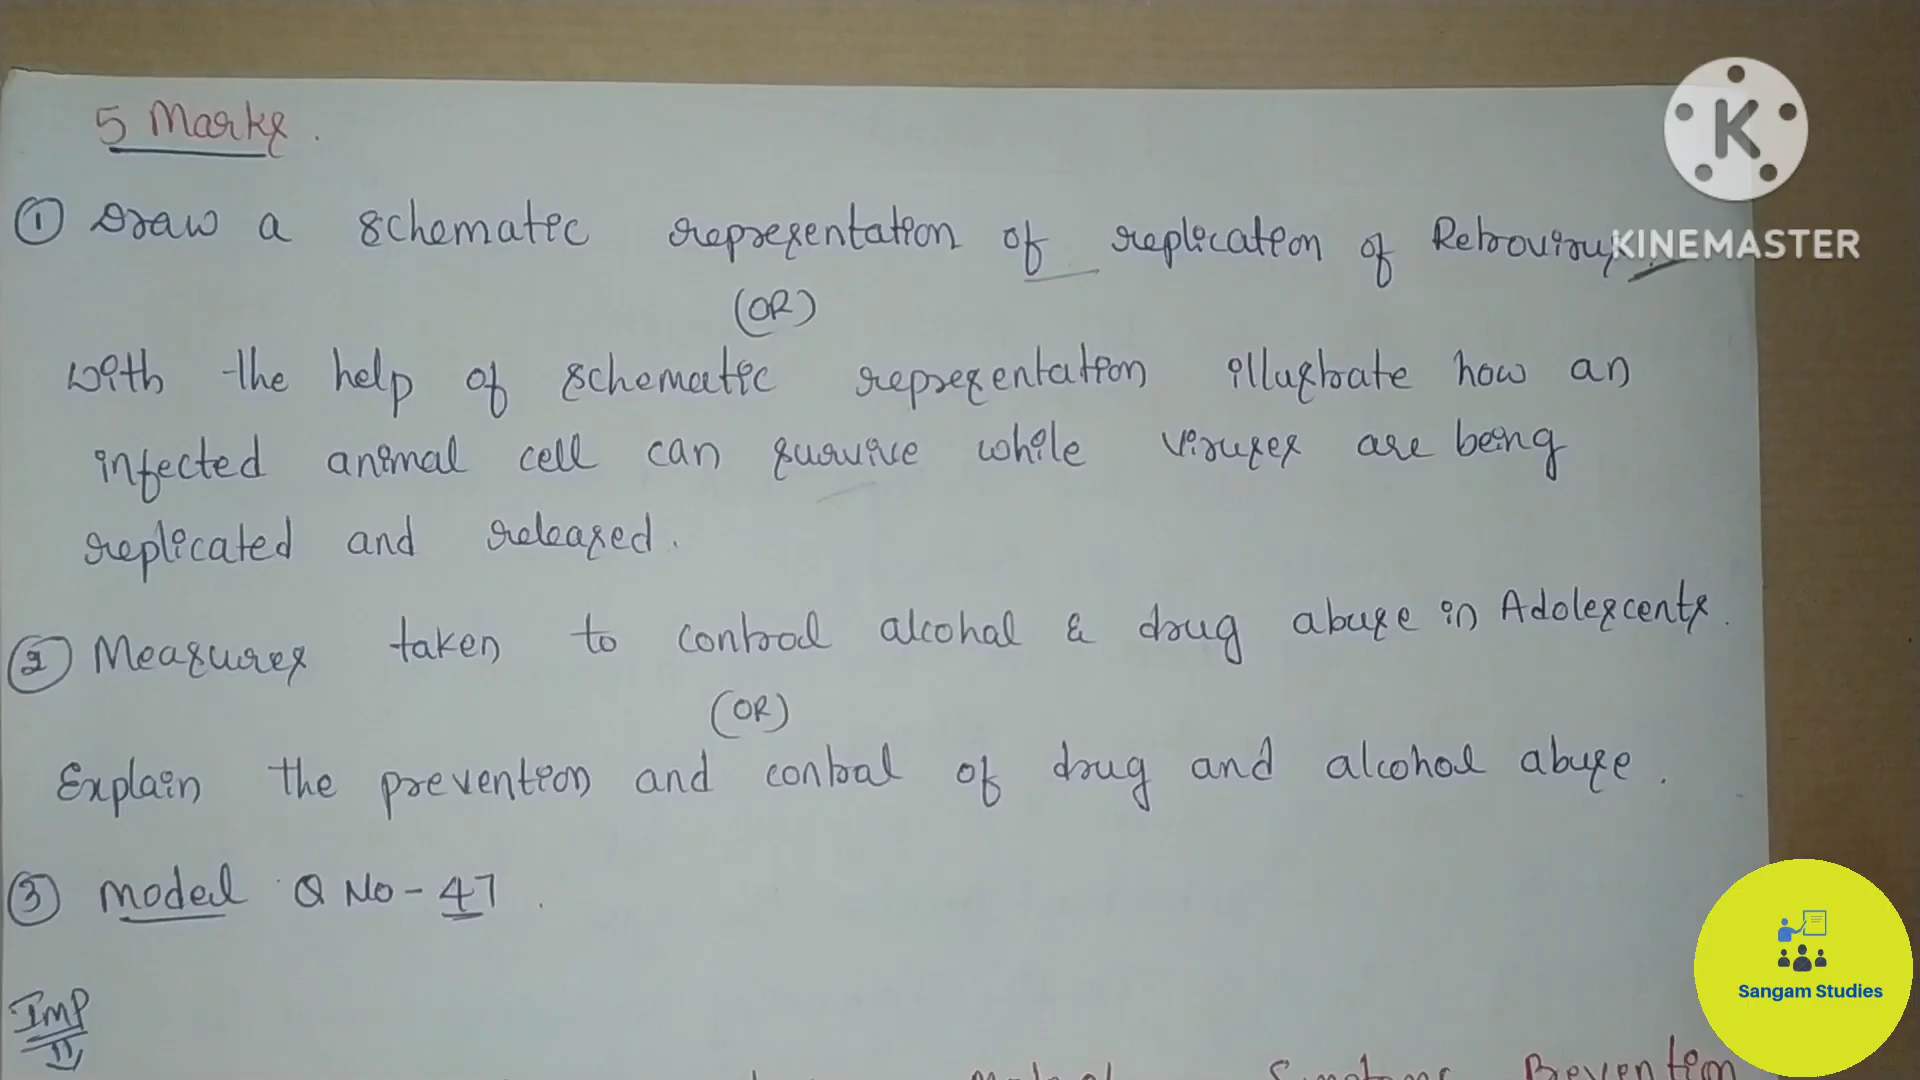 5 Marks.
① Draw a schematic representation of replication of Retrovirus.
KINEMASTER
(OR)
with the help of schematic representation illustrate how an
infected animal cell can survive while viruses are being
replicated and released.
② Measures taken to control alcohal & drug abuse in Adolescents.
(OR)
Explain the prevention and control of drug and alcohol abuse.
③ model Q No - 47.
Imp
Prevention
Sangam Studies